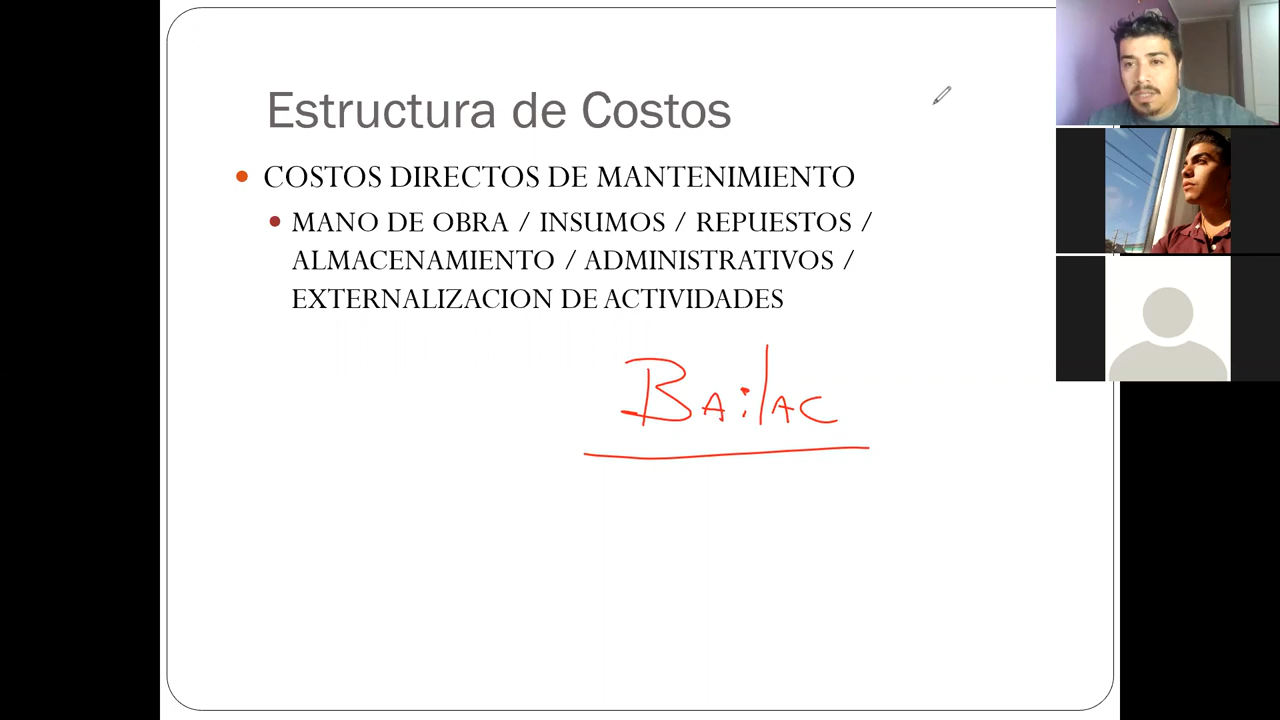 Estructura de Costos
COSTOS DIRECTOS DE MANTENIMIENTO
MANO DE OBRA / INSUMOS / REPUESTOS /
ALMACENAMIENTO / ADMINISTRATIVOS /
EXTERNALIZACION DE ACTIVIDADES
BAilAC